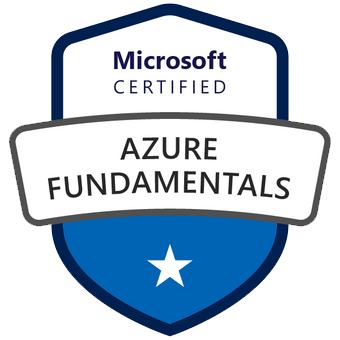 Microsoft
CERTIFIED
AZURE
FUNDAMENTALS